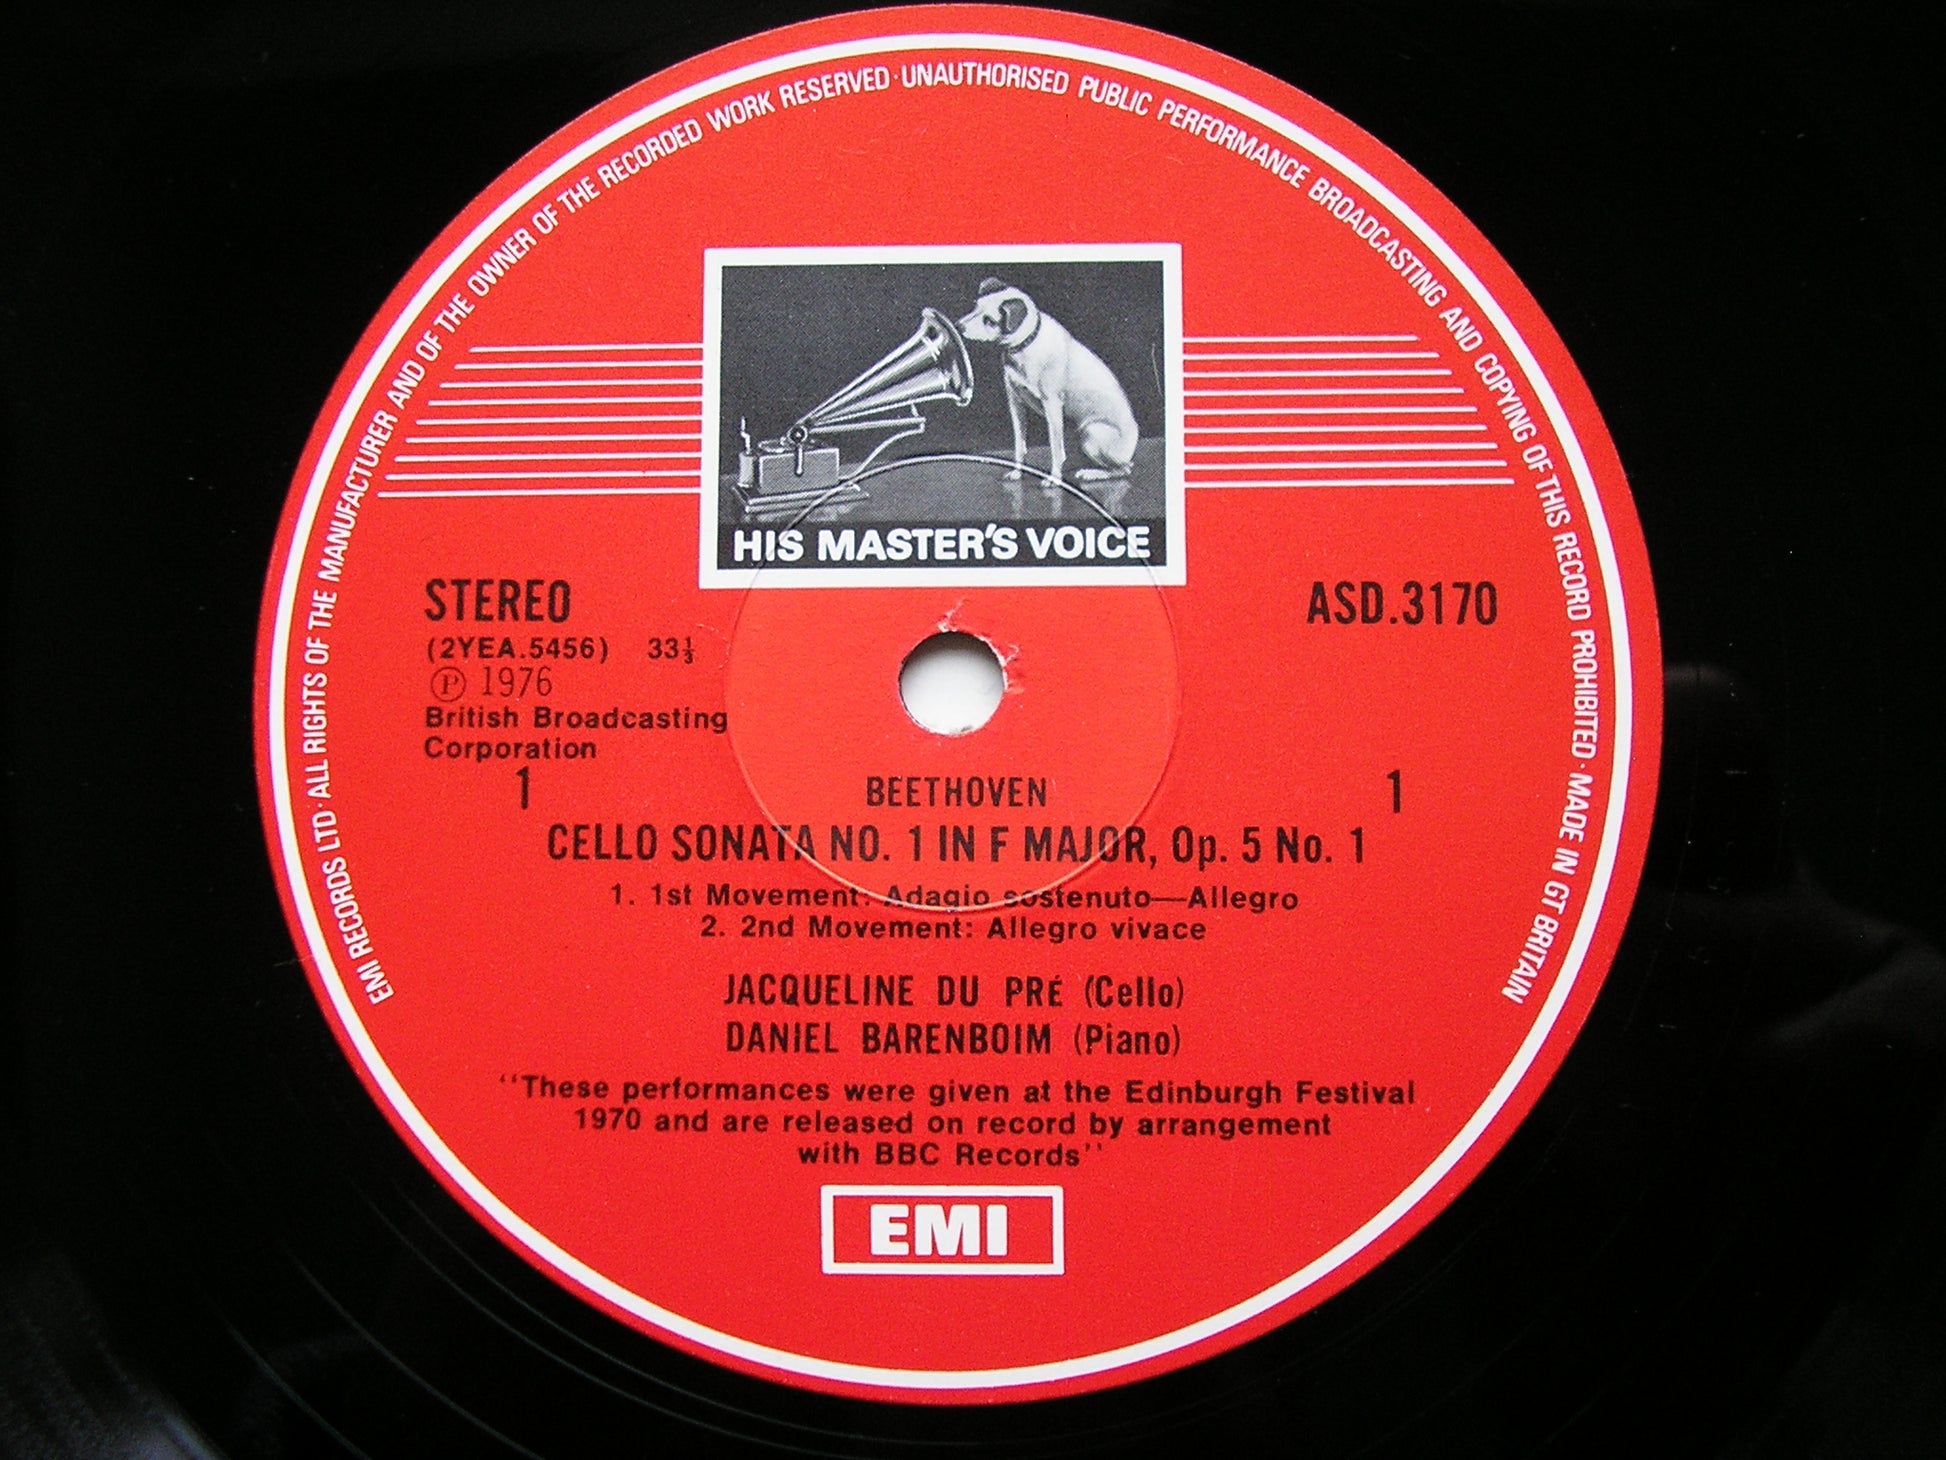 EMI RECORDS LTD · ALL RIGHTS OF THE MANUFACTURER AND OF THE OWNER OF THE RECORDED WORK RESERVED · UNAUTHORISED PUBLIC PERFORMANCE BROADCASTING AND COPYING OF THIS RECORD PROHIBITED · MADE IN GT BRITAIN
HIS MASTER'S VOICE
STEREO
ASD.3170
(2YEA.5456) 33⅓
℗ 1976
British Broadcasting
Corporation
1 BEETHOVEN 1
CELLO SONATA NO. 1 IN F MAJOR, Op. 5 No. 1
1. 1st Movement: Adagio sostenuto—Allegro
2. 2nd Movement: Allegro vivace
JACQUELINE DU PRÉ (Cello)
DANIEL BARENBOIM (Piano)
‘‘These performances were given at the Edinburgh Festival
1970 and are released on record by arrangement
with BBC Records’’
EMI